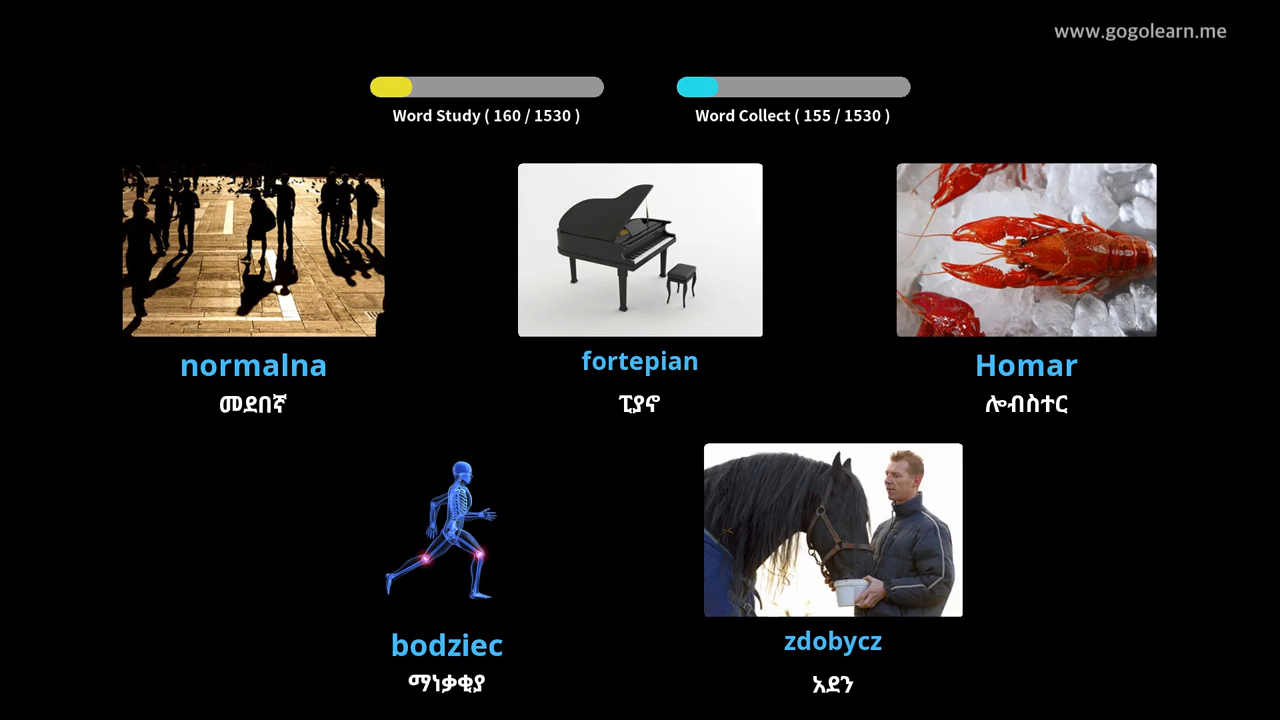 www.gogolearn.me
Word Study ( 160 / 1530 )
Word Collect ( 155 / 1530 )
normalna
መደበኛ
fortepian
ፒያኖ
Homar
ሎብስተር
bodziec
ማነቃቂያ
zdobycz
አደን